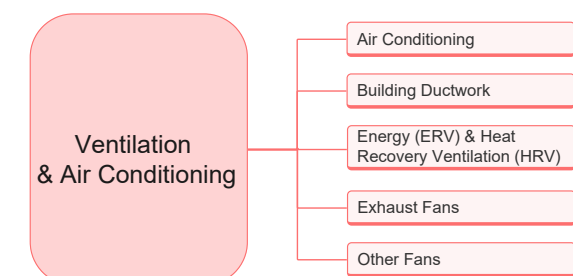 Ventilation
& Air Conditioning
Air Conditioning
Building Ductwork
Energy (ERV) & Heat
Recovery Ventilation (HRV)
Exhaust Fans
Other Fans